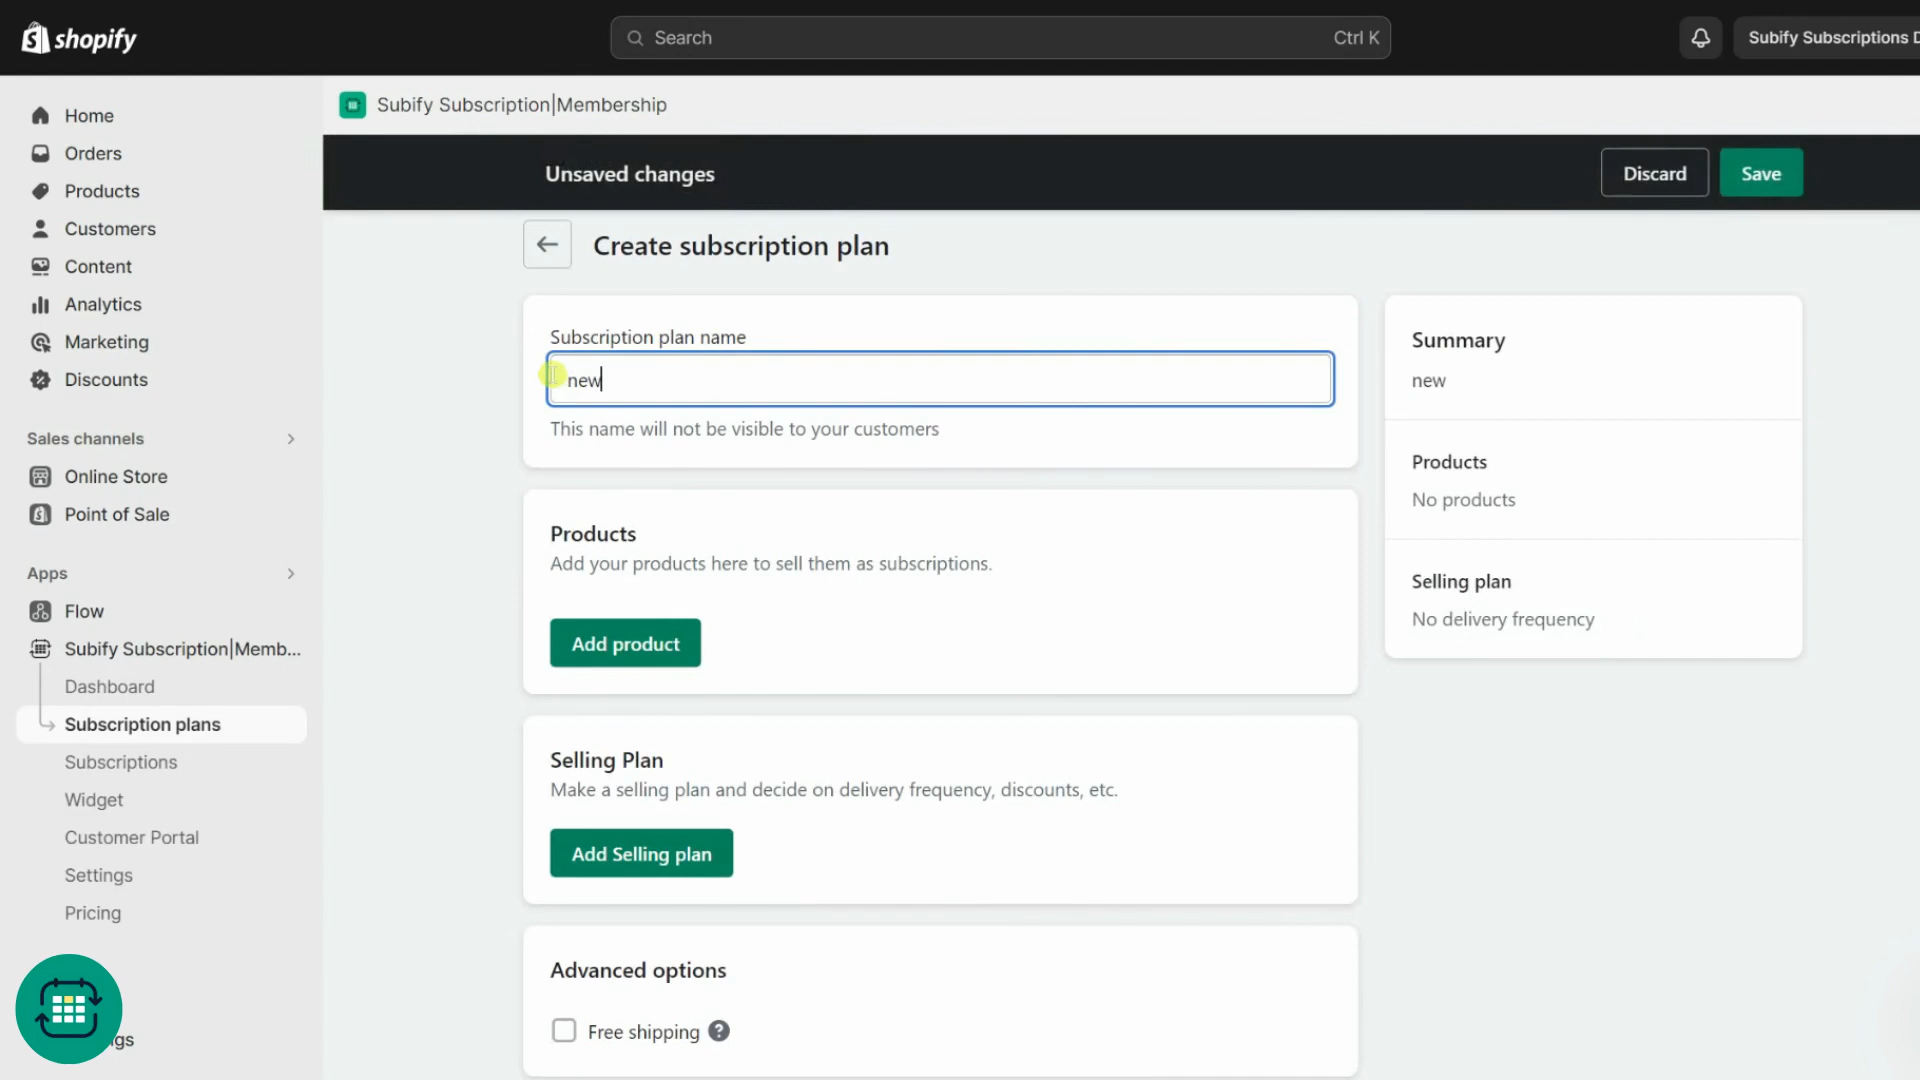 shopify
Search
Ctrl K
Subify Subscriptions D
Home
Orders
Products
Customers
Content
Analytics
Marketing
Discounts
Sales channels
Online Store
Point of Sale
Apps
Flow
Subify Subscription|Memb...
Dashboard
Subscription plans
Subscriptions
Widget
Customer Portal
Settings
Pricing
Subify Subscription|Membership
Unsaved changes
Discard
Save
Create subscription plan
Subscription plan name
new
This name will not be visible to your customers
Products
Add your products here to sell them as subscriptions.
Add product
Selling Plan
Make a selling plan and decide on delivery frequency, discounts, etc.
Add Selling plan
Advanced options
Free shipping
Summary
new
Products
No products
Selling plan
No delivery frequency